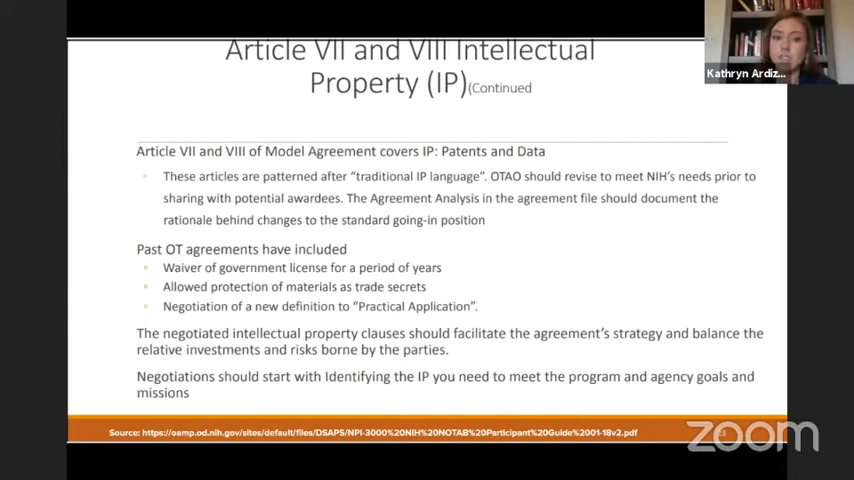 Article VII and VIII Intellectual
Property (IP)(Continued
Kathryn Ardiz...
Article VII and VIII of Model Agreement covers IP: Patents and Data
These articles are patterned after “traditional IP language”. OTAO should revise to meet NIH’s needs prior to
sharing with potential awardees. The Agreement Analysis in the agreement file should document the
rationale behind changes to the standard going-in position
Past OT agreements have included
Waiver of government license for a period of years
Allowed protection of materials as trade secrets
Negotiation of a new definition to “Practical Application”.
The negotiated intellectual property clauses should facilitate the agreement’s strategy and balance the
relative investments and risks borne by the parties.
Negotiations should start with Identifying the IP you need to meet the program and agency goals and
missions
Source: https://oamp.od.nih.gov/sites/default/files/DSAPS/NPI-3000%20NIH%20NOTAB%20Participant%20Guide%2001-18v2.pdf
zoom